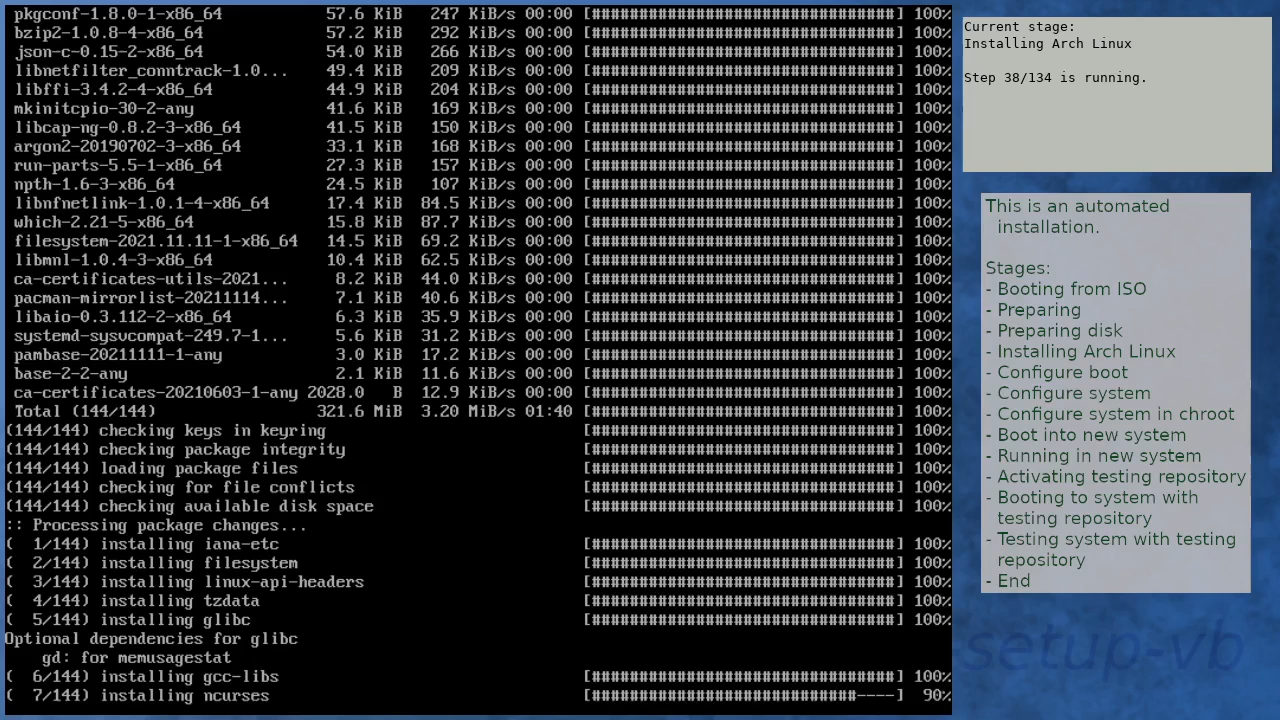 pkgconf-1.8.0-1-x86_64 57.6 KiB 247 KiB/s 00:00 [#################################] 100%
bzip2-1.0.8-4-x86_64 57.2 KiB 292 KiB/s 00:00 [#################################] 100%
json-c-0.15-2-x86_64 54.0 KiB 266 KiB/s 00:00 [#################################] 100%
libnetfilter_conntrack-1.0... 49.4 KiB 209 KiB/s 00:00 [#################################] 100%
libffi-3.4.2-4-x86_64 44.9 KiB 204 KiB/s 00:00 [#################################] 100%
mkinitcpio-30-2-any 41.6 KiB 169 KiB/s 00:00 [#################################] 100%
libcap-ng-0.8.2-3-x86_64 41.5 KiB 150 KiB/s 00:00 [#################################] 100%
argon2-20190702-3-x86_64 33.1 KiB 168 KiB/s 00:00 [#################################] 100%
run-parts-5.5-1-x86_64 27.3 KiB 157 KiB/s 00:00 [#################################] 100%
npth-1.6-3-x86_64 24.5 KiB 107 KiB/s 00:00 [#################################] 100%
libnfnetlink-1.0.1-4-x86_64 17.4 KiB 84.5 KiB/s 00:00 [#################################] 100%
which-2.21-5-x86_64 15.8 KiB 87.7 KiB/s 00:00 [#################################] 100%
filesystem-2021.11.11-1-x86_64 14.5 KiB 69.2 KiB/s 00:00 [#################################] 100%
libmnl-1.0.4-3-x86_64 10.4 KiB 62.5 KiB/s 00:00 [#################################] 100%
ca-certificates-utils-2021... 8.2 KiB 44.0 KiB/s 00:00 [#################################] 100%
pacman-mirrorlist-20211114... 7.1 KiB 40.6 KiB/s 00:00 [#################################] 100%
libaio-0.3.112-2-x86_64 6.3 KiB 35.9 KiB/s 00:00 [#################################] 100%
systemd-sysvcompat-249.7-1... 5.6 KiB 31.2 KiB/s 00:00 [#################################] 100%
pambase-20211111-1-any 3.0 KiB 17.2 KiB/s 00:00 [#################################] 100%
base-2-2-any 2.1 KiB 11.6 KiB/s 00:00 [#################################] 100%
ca-certificates-20210603-1-any 2028.0 B 12.9 KiB/s 00:00 [#################################] 100%
Total (144/144) 321.6 MiB 3.20 MiB/s 01:40 [#################################] 100%
(144/144) checking keys in keyring [#################################] 100%
(144/144) checking package integrity [#################################] 100%
(144/144) loading package files [#################################] 100%
(144/144) checking for file conflicts [#################################] 100%
(144/144) checking available disk space [#################################] 100%
:: Processing package changes...
( 1/144) installing iana-etc [#################################] 100%
( 2/144) installing filesystem [#################################] 100%
( 3/144) installing linux-api-headers [#################################] 100%
( 4/144) installing tzdata [#################################] 100%
( 5/144) installing glibc [#################################] 100%
Optional dependencies for glibc
gd: for memusagestat
( 6/144) installing gcc-libs [#################################] 100%
( 7/144) installing ncurses [#############################----] 90%
Current stage:
Installing Arch Linux
Step 38/134 is running.
This is an automated
installation.
Stages:
- Booting from ISO
- Preparing
- Preparing disk
- Installing Arch Linux
- Configure boot
- Configure system
- Configure system in chroot
- Boot into new system
- Running in new system
- Activating testing repository
- Booting to system with
testing repository
- Testing system with testing
repository
- End
setup-vb